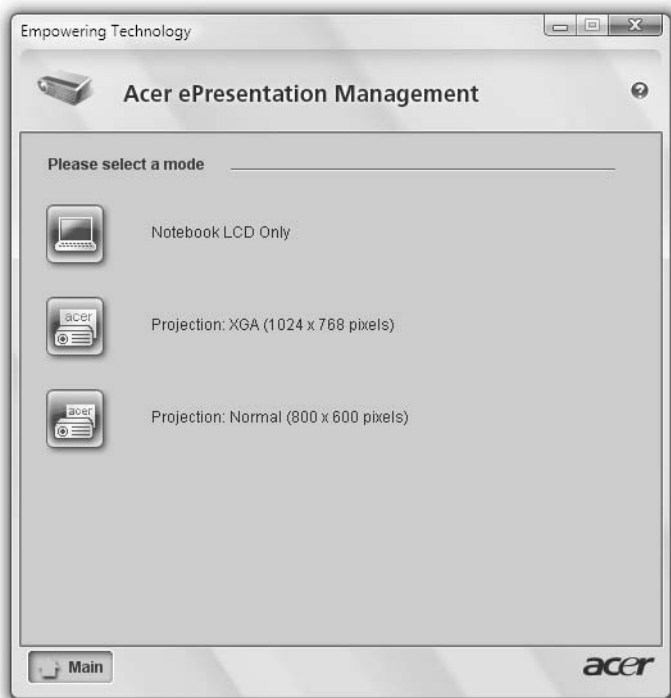 Empowering Technology
Acer ePresentation Management
Please select a mode
Notebook LCD Only
acer
Projection: XGA (1024 x 768 pixels)
acer
Projection: Normal (800 x 600 pixels)
Main
acer